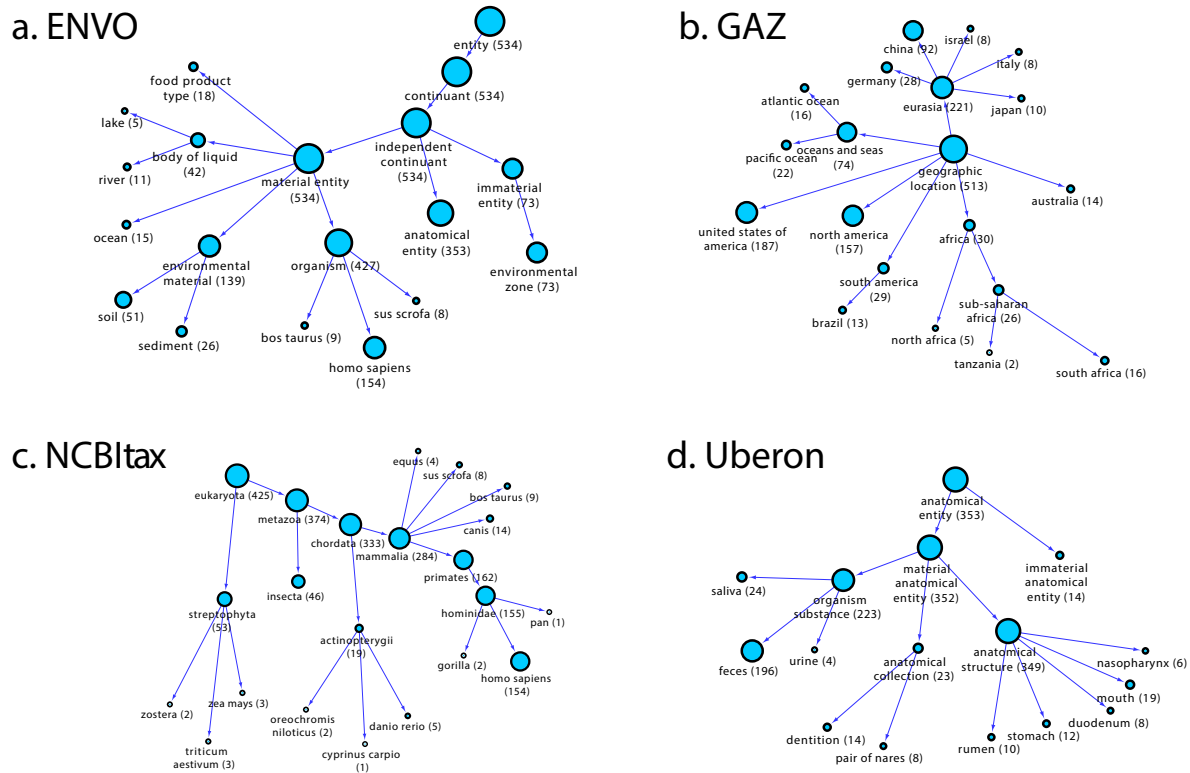 a. ENVO
entity (534)
continuant (534)
food product
type (18)
lake (5)
body of liquid
(42)
river (11)
independent
continuant
(534)
material entity
(534)
immaterial
entity (73)
ocean (15)
anatomical
entity (353)
environmental
material (139)
organism (427)
environmental
zone (73)
soil (51)
sediment (26)
sus scrofa (8)
bos taurus (9)
homo sapiens
(154)
b. GAZ
china (92)
israel (8)
italy (8)
germany (28)
eurasia (221)
japan (10)
atlantic ocean
(16)
oceans and seas
(74)
pacific ocean
(22)
geographic
location (513)
australia (14)
united states of
america (187)
north america
(157)
africa (30)
south america
(29)
brazil (13)
sub-saharan
africa (26)
north africa (5)
tanzania (2)
south africa (16)
c. NCBItax
eukaryota (425)
metazoa (374)
chordata (333)
mammalia (284)
equus (4)
sus scrofa (8)
bos taurus (9)
canis (14)
primates (162)
insecta (46)
hominidae (155)
pan (1)
streptophyta
(53)
actinopterygii
(19)
gorilla (2)
homo sapiens
(154)
zostera (2)
zea mays (3)
triticum
aestivum (3)
oreochromis
niloticus (2)
danio rerio (5)
cyprinus carpio
(1)
d. Uberon
anatomical
entity (353)
material
anatomical
entity (352)
immaterial
anatomical
entity (14)
saliva (24)
organism
substance (223)
feces (196)
urine (4)
anatomical
collection (23)
anatomical
structure (349)
nasopharynx (6)
mouth (19)
duodenum (8)
stomach (12)
rumen (10)
dentition (14)
pair of nares (8)